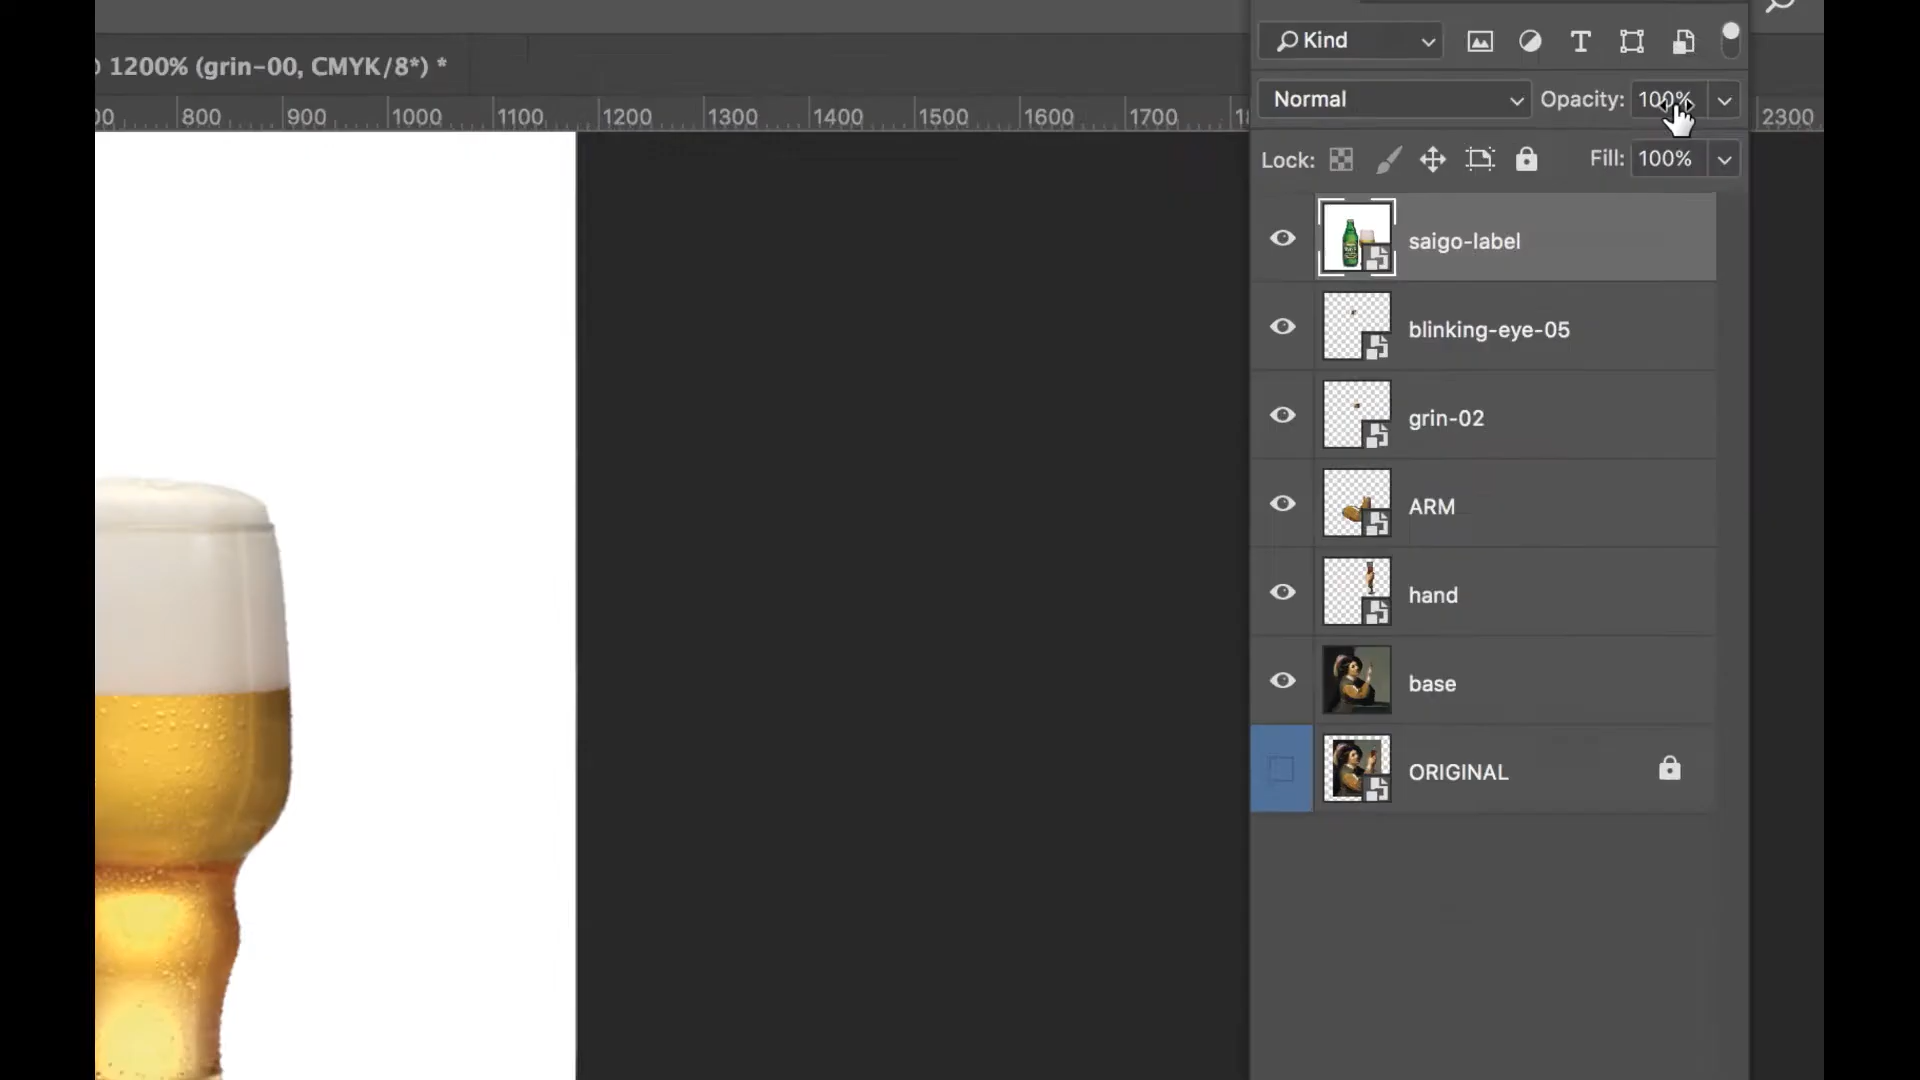 1200% (grin-00, CMYK/8*) *
800 900 1000 1100 1200 1300 1400 1500 1600 1700 2300
Kind
Normal Opacity: 100%
Lock: Fill: 100%
saigo-label
blinking-eye-05
grin-02
ARM
hand
base
ORIGINAL